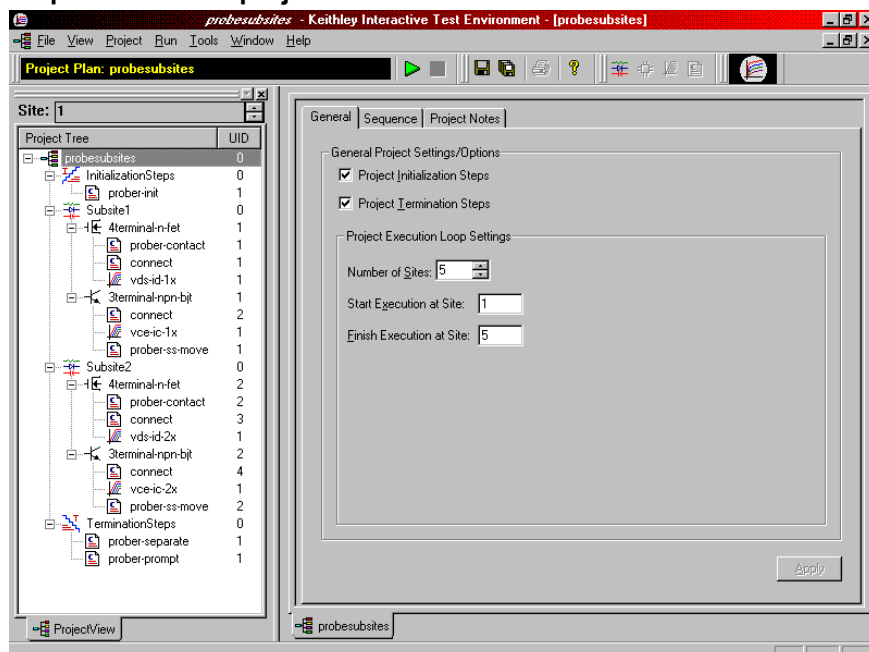 probesubsites - Keithley Interactive Test Environment - [probesubsites]
File View Project Run Tools Window Help
Project Plan: probesubsites
Site: 1
Project Tree UID
probesubsites 0
InitializationSteps 0
prober-init 1
Subsite1 0
4terminal-n-fet 1
prober-contact 1
connect 1
vds-id-1x 1
3terminal-npn-bjt 1
connect 2
vce-ic-1x 1
prober-ss-move 1
Subsite2 0
4terminal-n-fet 2
prober-contact 2
connect 3
vds-id-2x 1
3terminal-npn-bjt 2
connect 4
vce-ic-2x 1
prober-ss-move 2
TerminationSteps 0
prober-separate 1
prober-prompt 1
ProjectView
General Sequence Project Notes
General Project Settings/Options
Project Initialization Steps
Project Termination Steps
Project Execution Loop Settings
Number of Sites: 5
Start Execution at Site: 1
Finish Execution at Site: 5
Apply
probesubsites